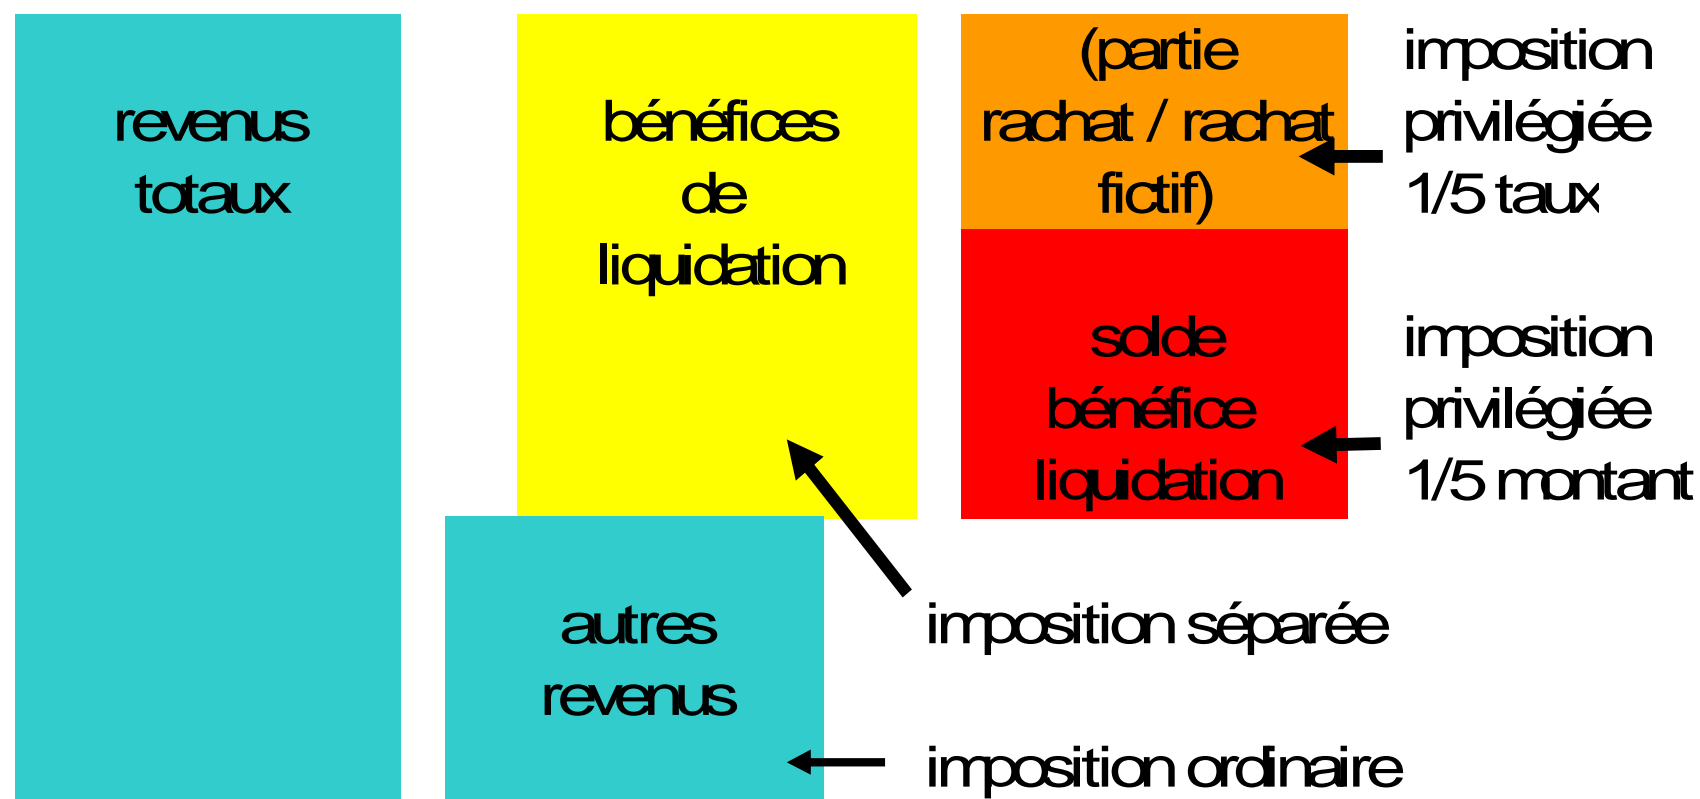 revenus
totaux
bénéfices
de
liquidation
(partie
rachat / rachat
fictif)
imposition
privilégiée
1/5 taux
solde
bénéfice
liquidation
imposition
privilégiée
1/5 montant
autres
revenus
imposition séparée
imposition ordinaire